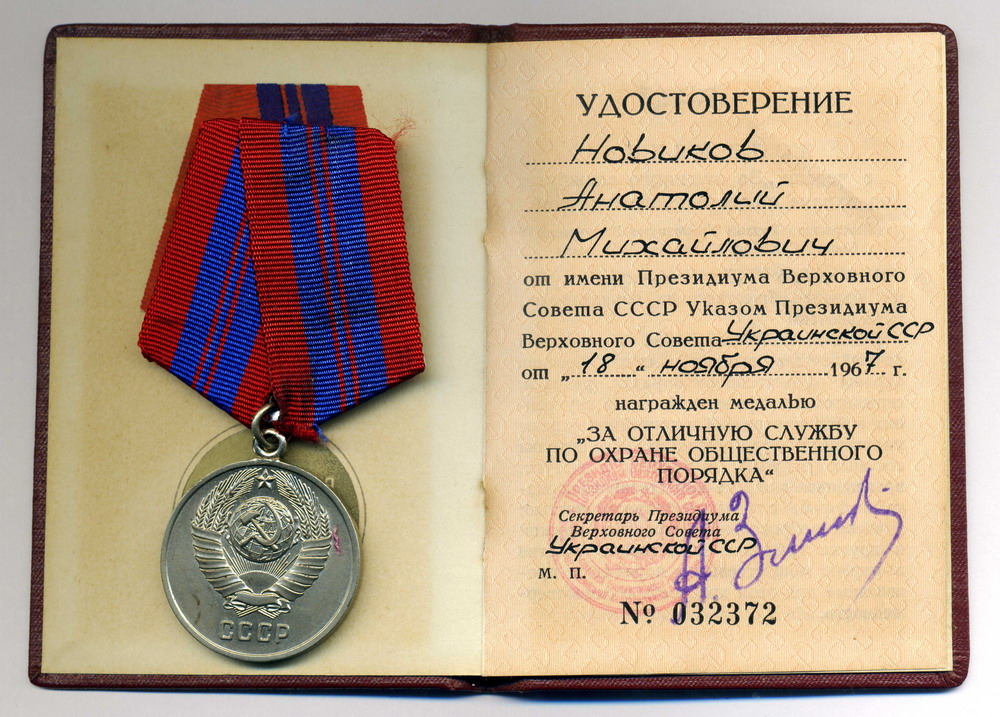 СССР
УДОСТОВЕРЕНИЕ
Новиков
Анатолий
Михайлович
от имени Президиума Верховного
Совета СССР Указом Президиума
Верховного Совета Украинской ССР
от „18“ ноября 1967 г.
награжден медалью
„ЗА ОТЛИЧНУЮ СЛУЖБУ
ПО ОХРАНЕ ОБЩЕСТВЕННОГО
ПОРЯДКА“
Секретарь Президиума
Верховного Совета
Украинской ССР
М. П.
№ 032372